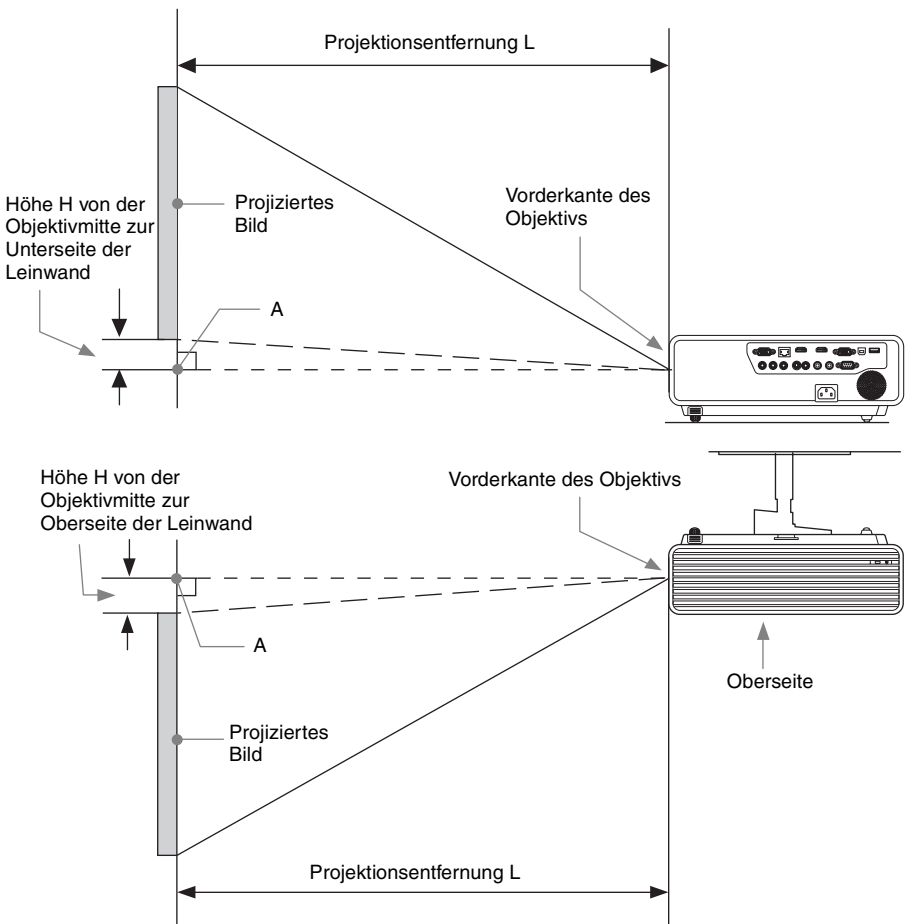 Projektionsentfernung L
Höhe H von der
Objektivmitte zur
Unterseite der
Leinwand
Projiziertes
Bild
Vorderkante des
Objektivs
A
Höhe H von der
Objektivmitte zur
Oberseite der Leinwand
Vorderkante des Objektivs
A
Oberseite
Projiziertes
Bild
Projektionsentfernung L